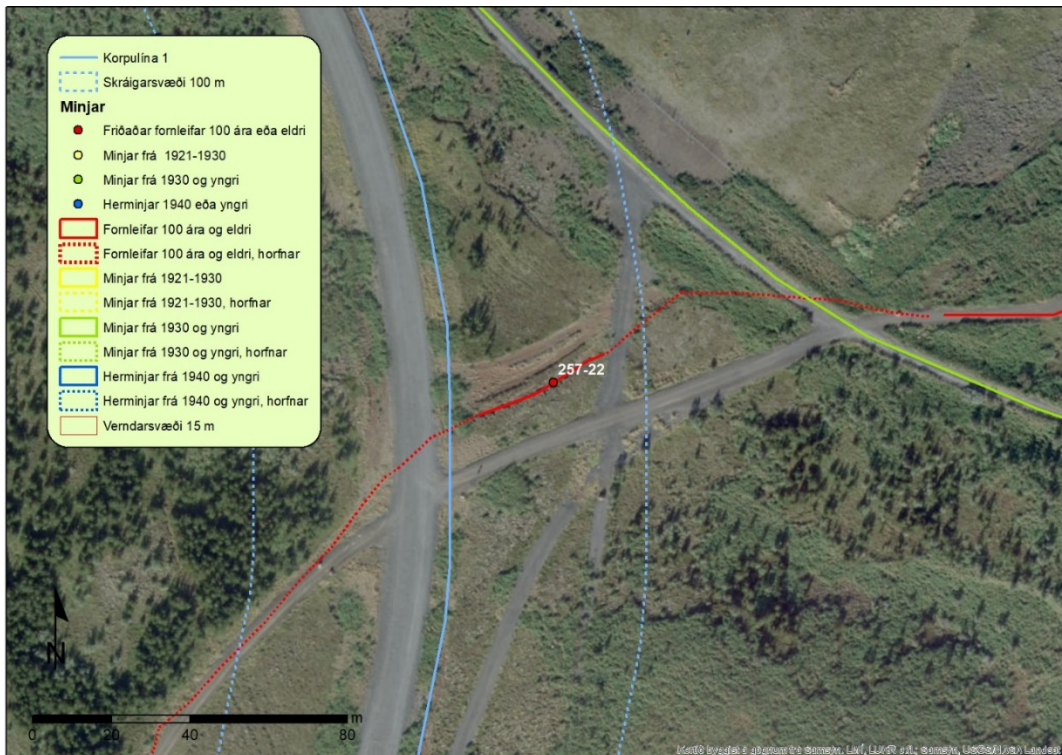 Korpulína 1
Skráigarsvæði 100 m
Minjar
Friðaðar fornleifar 100 ára eða eldri
Minjar frá 1921-1930
Minjar frá 1930 og yngri
Herminjar 1940 eða yngri
Fornleifar 100 ára og eldri
Fornleifar 100 ára og eldri, horfnar
Minjar frá 1921-1930
Minjar frá 1921-1930, horfnar
Minjar frá 1930 og yngri
Minjar frá 1930 og yngri, horfnar
Herminjar frá 1940 og yngri
Herminjar frá 1940 og yngri, horfnar
Verndarsvæði 15 m
257-22
N
m
0 20 40 80